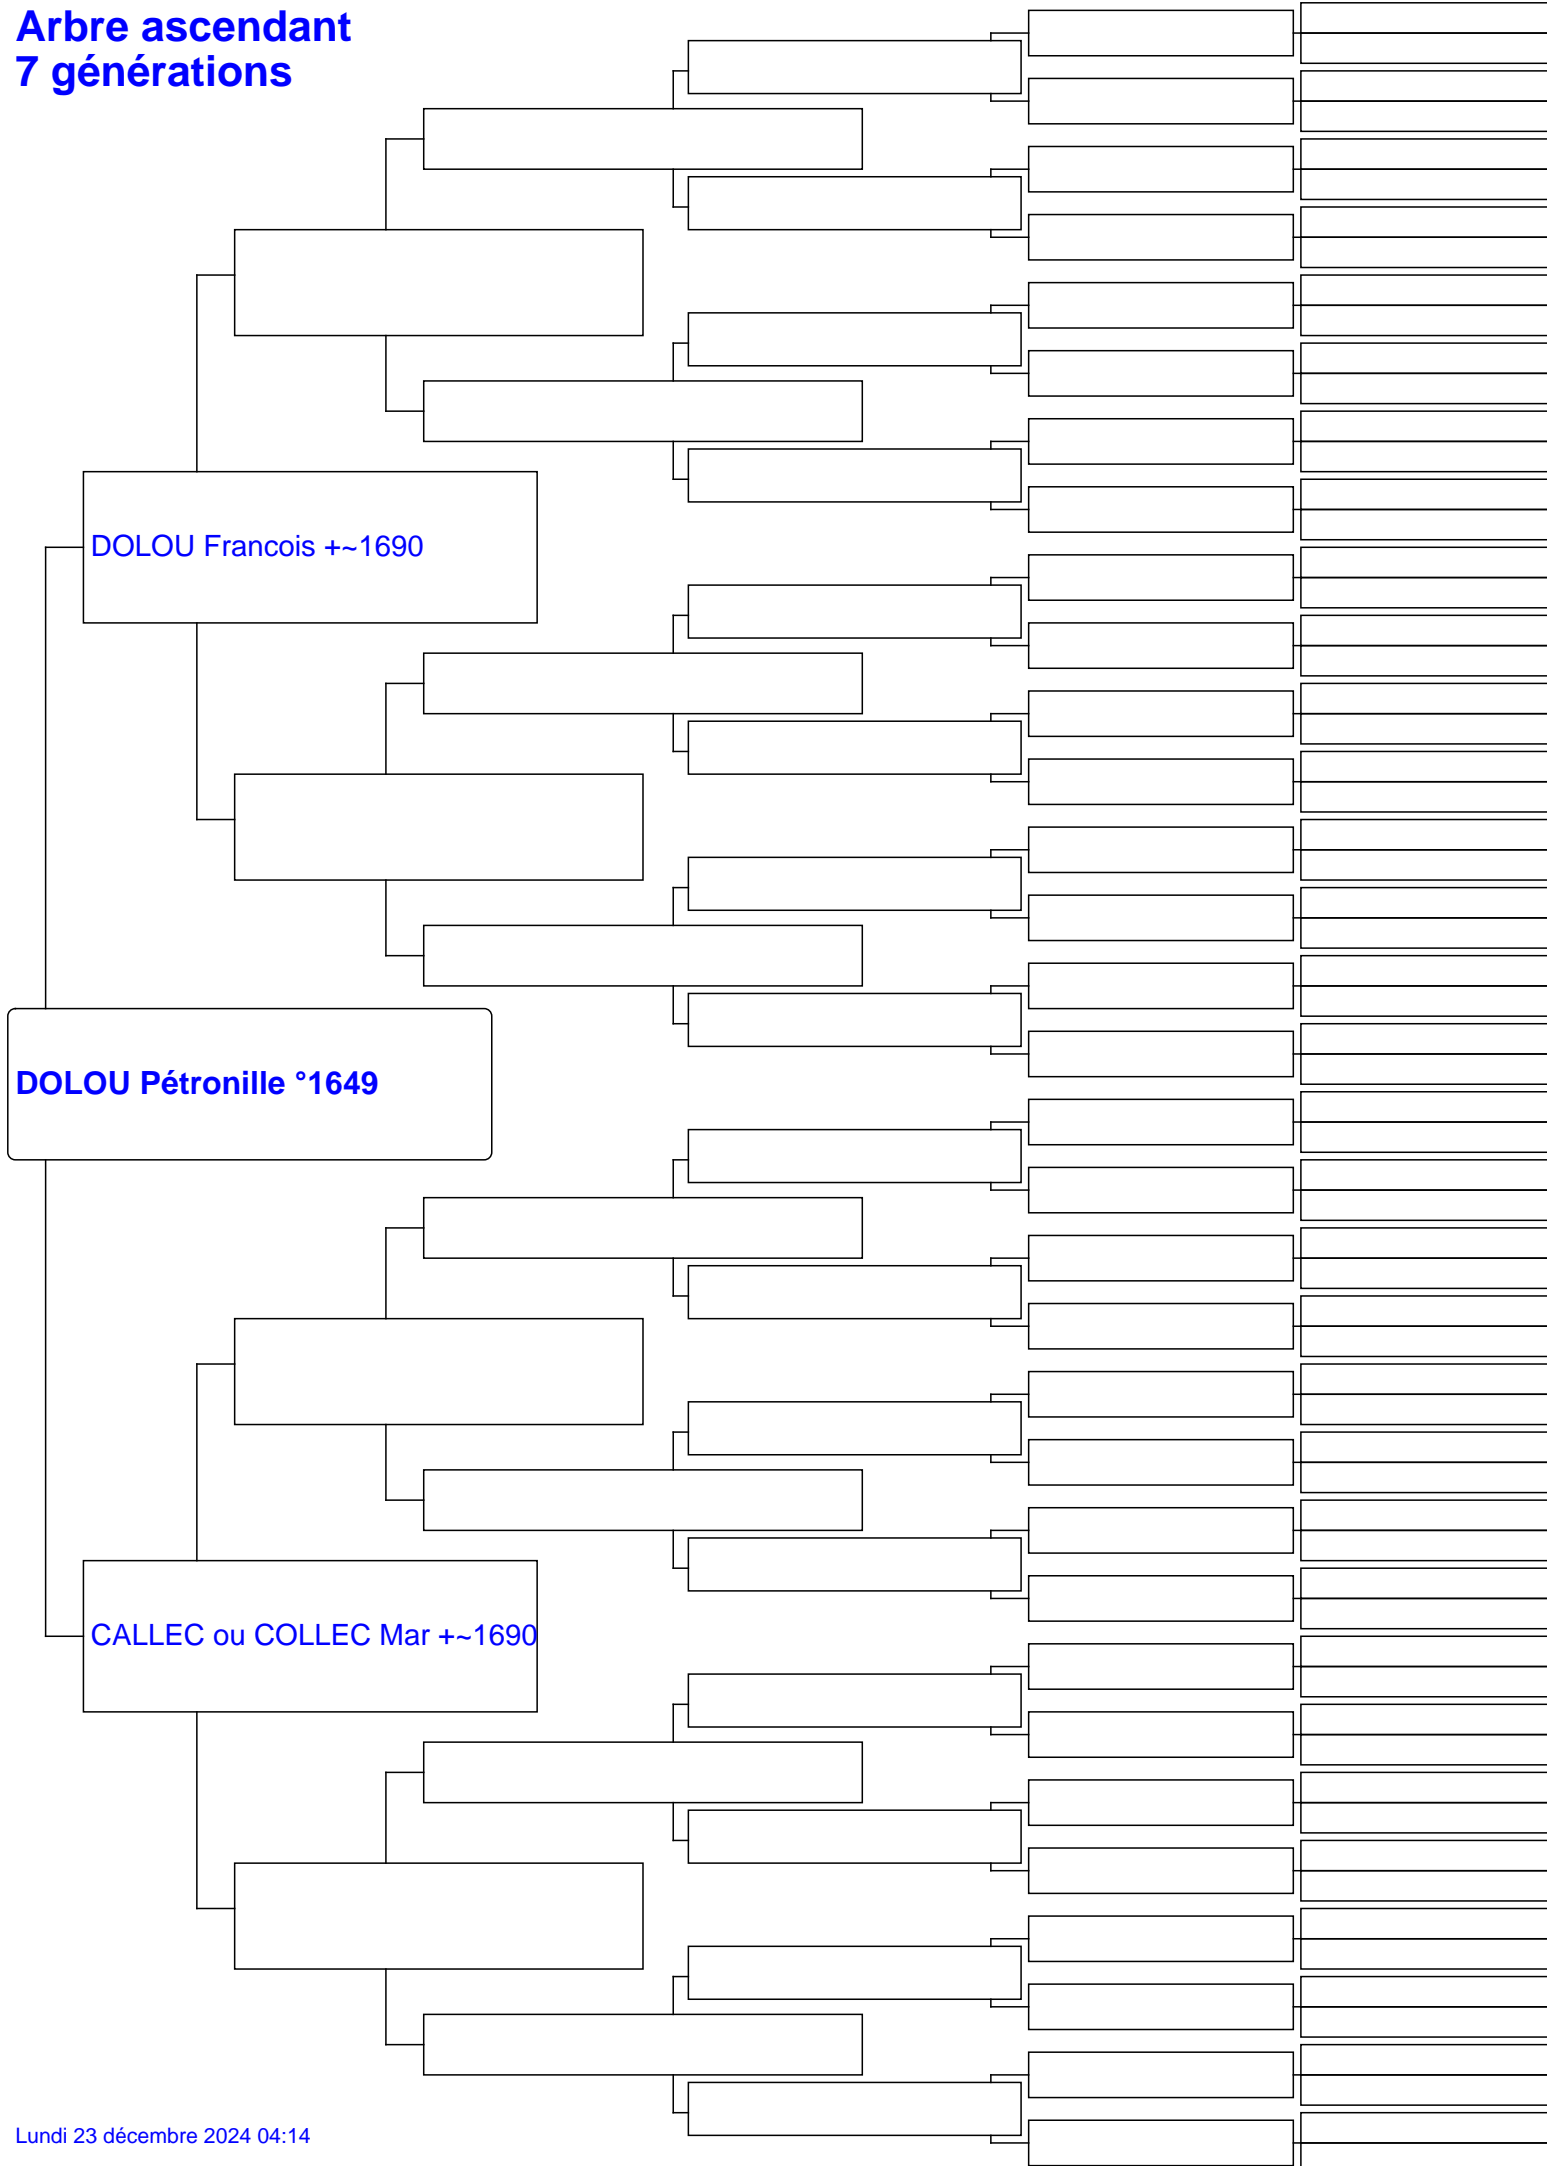 Arbre ascendant
7 générations
DOLOU Francois +~1690
DOLOU Pétronille °1649
CALLEC ou COLLEC Mar +~1690
Lundi 23 décembre 2024 04:14